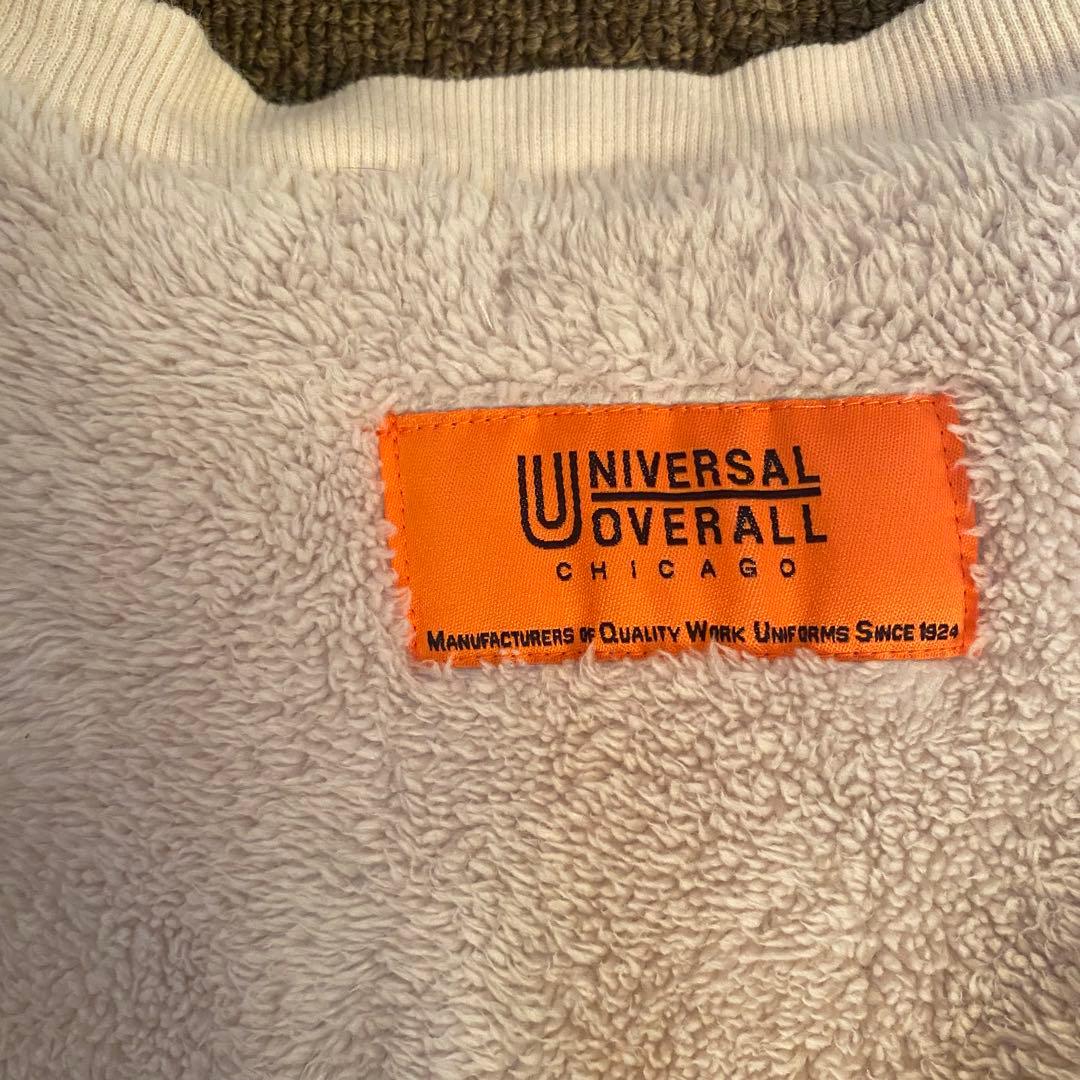 UNIVERSAL
OVERALL
CHICAGO
MANUFACTURERS OF QUALITY WORK UNIFORMS SINCE 1924